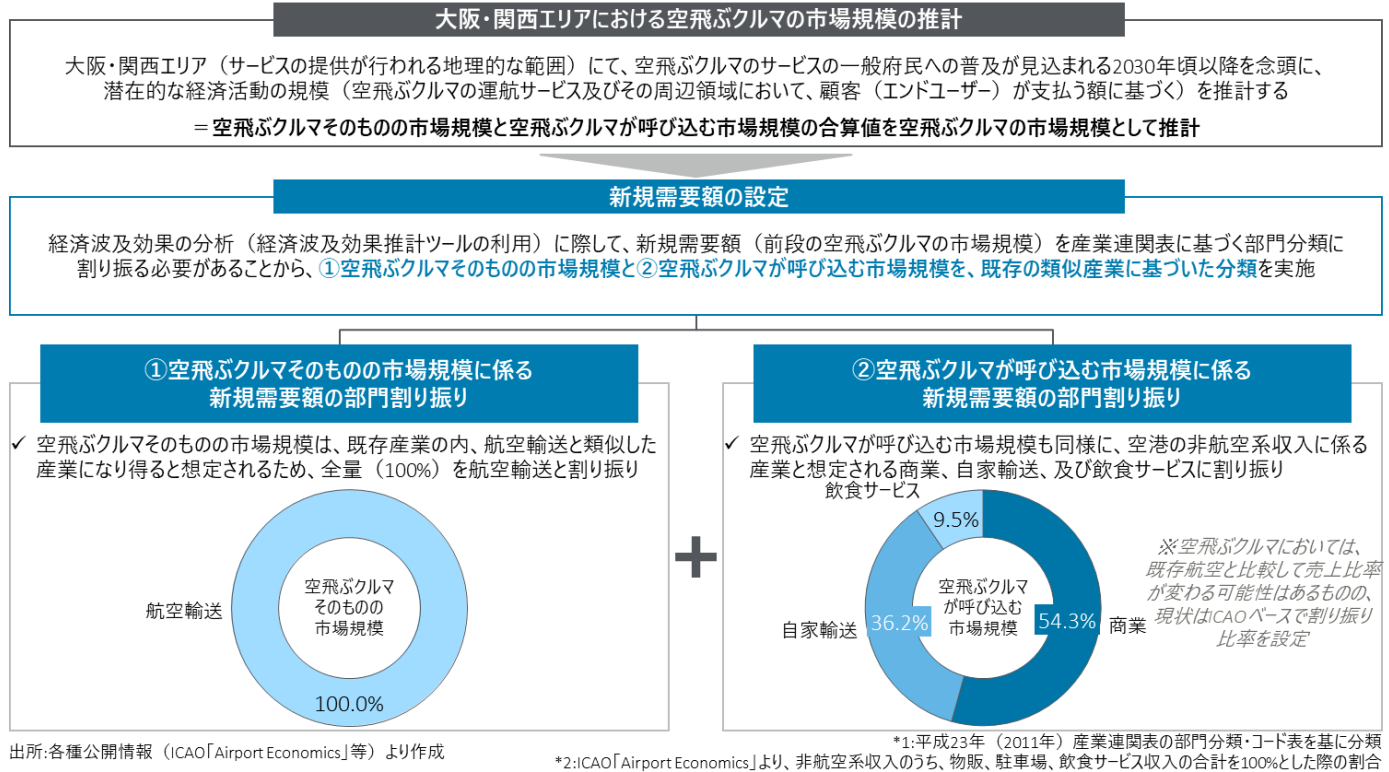 大阪・関西エリアにおける空飛ぶクルマの市場規模の推計
大阪・関西エリア（サービスの提供が行われる地理的な範囲）にて、空飛ぶクルマのサービスの一般府民への普及が見込まれる2030年頃以降を念頭に、
潜在的な経済活動の規模（空飛ぶクルマの運航サービス及びその周辺領域において、顧客（エンドユーザー）が支払う額に基づく）を推計する
＝空飛ぶクルマそのものの市場規模と空飛ぶクルマが呼び込む市場規模の合算値を空飛ぶクルマの市場規模として推計
新規需要額の設定
経済波及効果の分析（経済波及効果推計ツールの利用）に際して、新規需要額（前段の空飛ぶクルマの市場規模）を産業連関表に基づく部門分類に
割り振る必要があることから、①空飛ぶクルマそのものの市場規模と②空飛ぶクルマが呼び込む市場規模を、既存の類似産業に基づいた分類を実施
①空飛ぶクルマそのものの市場規模に係る
新規需要額の部門割り振り
✓ 空飛ぶクルマそのものの市場規模は、既存産業の内、航空輸送と類似した
産業になり得ると想定されるため、全量（100%）を航空輸送と割り振り
航空輸送
空飛ぶクルマ
そのものの
市場規模
100.0%
+
②空飛ぶクルマが呼び込む市場規模に係る
新規需要額の部門割り振り
✓ 空飛ぶクルマが呼び込む市場規模も同様に、空港の非航空系収入に係る
産業と想定される商業、自家輸送、及び飲食サービスに割り振り
飲食サービス
9.5%
自家輸送
36.2%
空飛ぶクルマ
が呼び込む
市場規模
54.3%
商業
※空飛ぶクルマにおいては、
既存航空と比較して売上比率
が変わる可能性はあるものの、
現状はICAOベースで割り振り
比率を設定
出所:各種公開情報（ICAO「Airport Economics」等）より作成
*1:平成23年（2011年）産業連関表の部門分類・コード表を基に分類
*2:ICAO「Airport Economics」より、非航空系収入のうち、物販、駐車場、飲食サービス収入の合計を100%とした際の割合